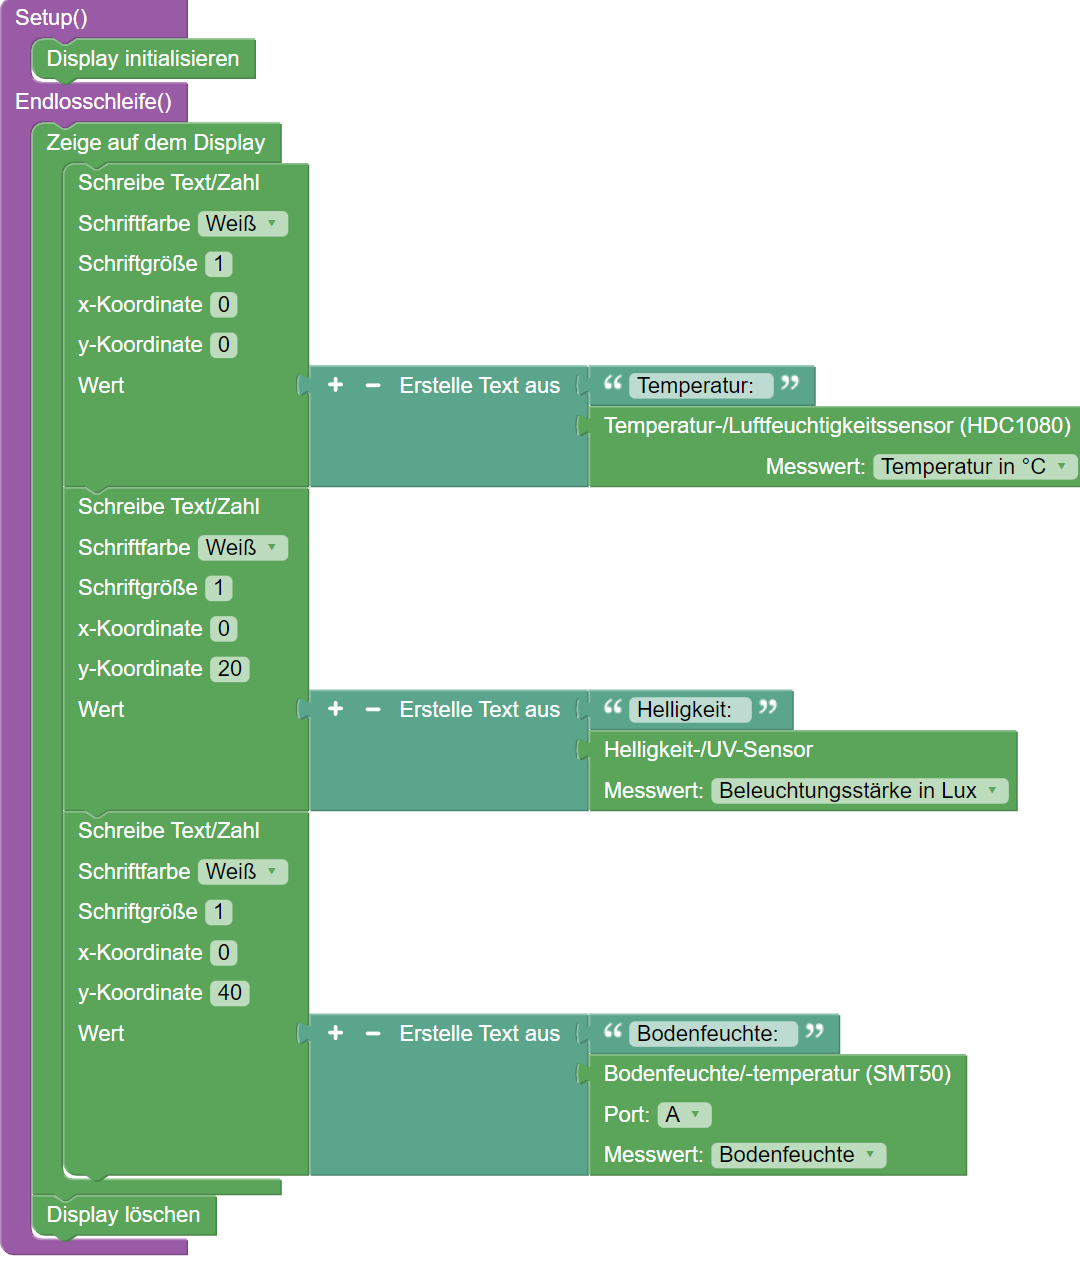 Setup()
Display initialisieren
Endlosschleife()
Zeige auf dem Display
Schreibe Text/Zahl
Schriftfarbe Weiß
Schriftgröße 1
x-Koordinate 0
y-Koordinate 0
Wert + − Erstelle Text aus “ Temperatur: ”
Temperatur-/Luftfeuchtigkeitssensor (HDC1080)
Messwert: Temperatur in °C
Schreibe Text/Zahl
Schriftfarbe Weiß
Schriftgröße 1
x-Koordinate 0
y-Koordinate 20
Wert + − Erstelle Text aus “ Helligkeit: ”
Helligkeit-/UV-Sensor
Messwert: Beleuchtungsstärke in Lux
Schreibe Text/Zahl
Schriftfarbe Weiß
Schriftgröße 1
x-Koordinate 0
y-Koordinate 40
Wert + − Erstelle Text aus “ Bodenfeuchte: ”
Bodenfeuchte/-temperatur (SMT50)
Port: A
Messwert: Bodenfeuchte
Display löschen